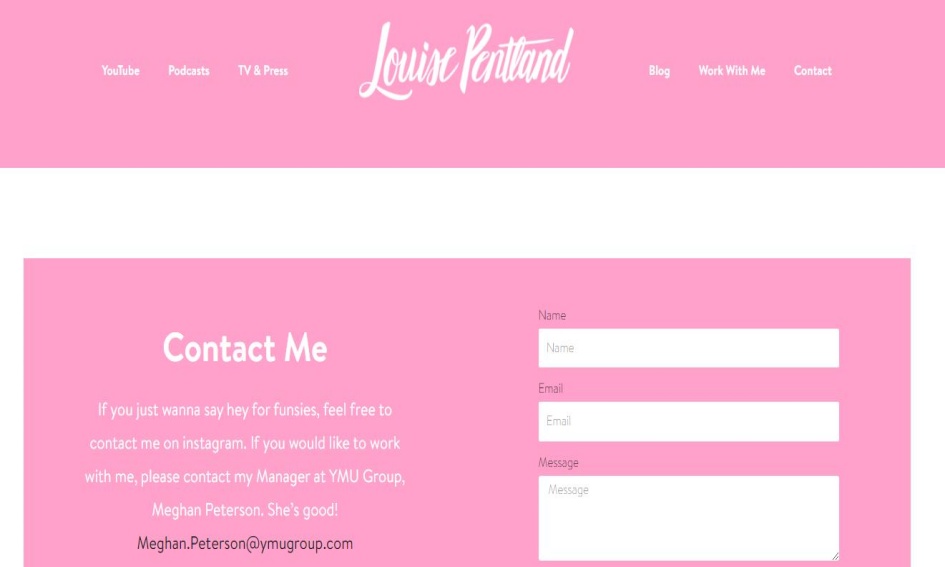 YouTube Podcasts TV & Press Louise Pentland Blog Work With Me Contact
Contact Me
If you just wanna say hey for funsies, feel free to
contact me on instagram. If you would like to work
with me, please contact my Manager at YMU Group,
Meghan Peterson. She's good!
Meghan.Peterson@ymugroup.com
Name
Name
Email
Email
Message
Message